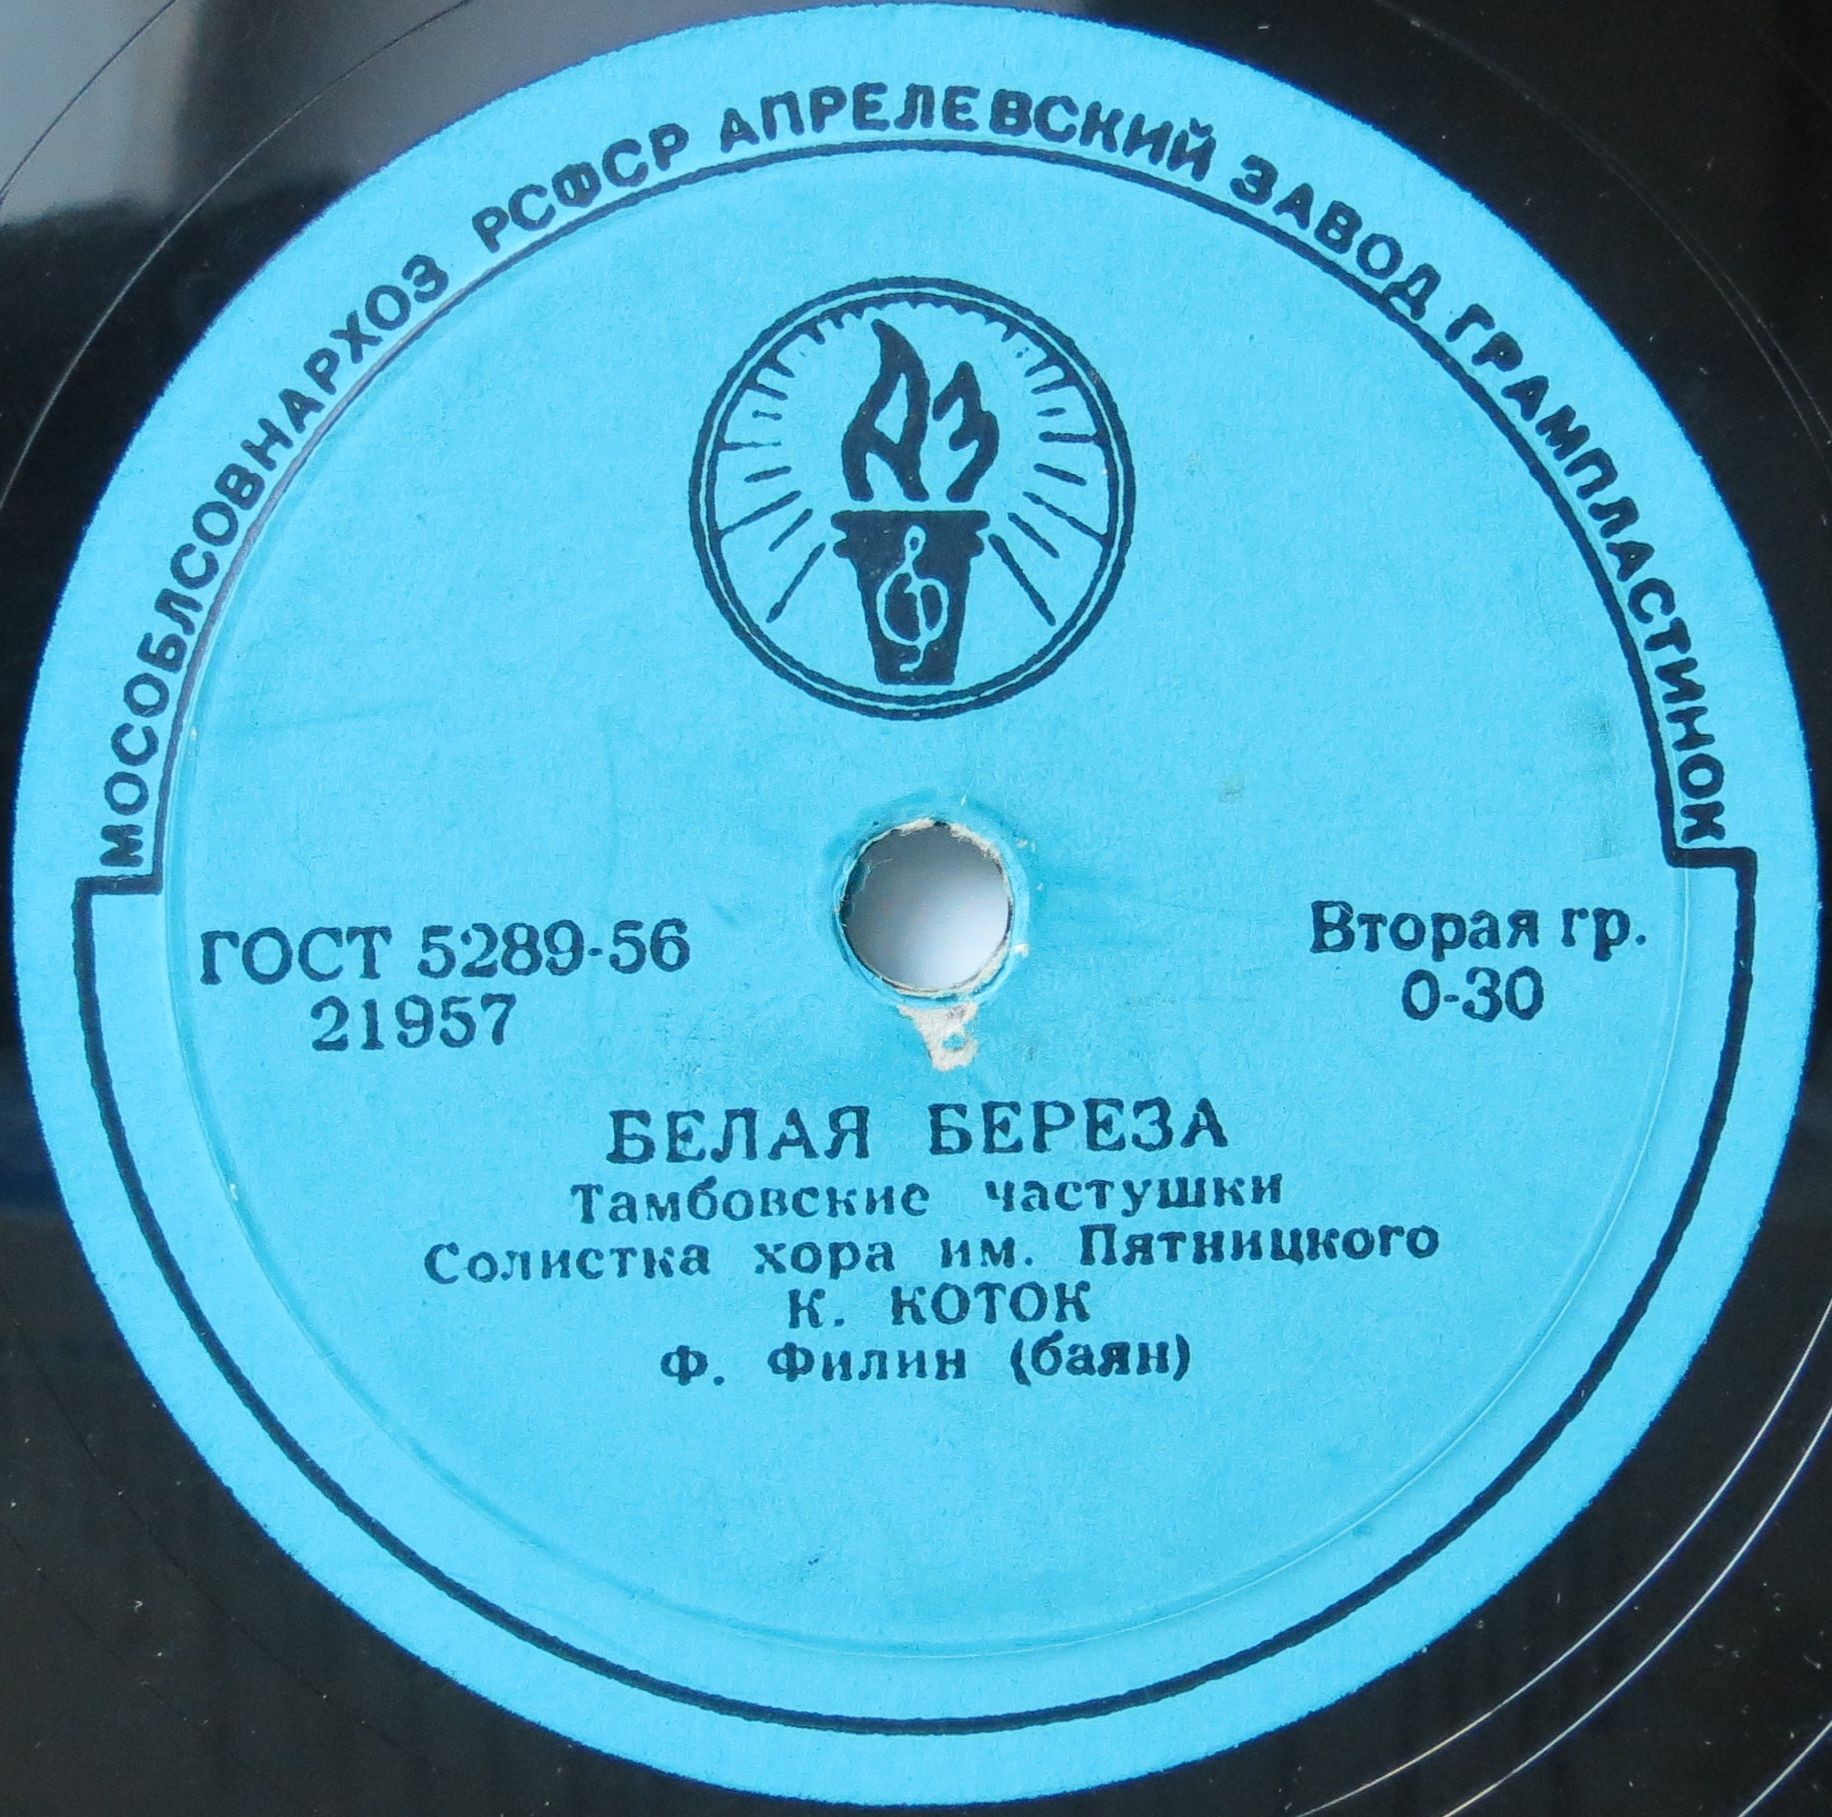 МОСОБЛСОВНАРХОЗ РСФСР АПРЕЛЕВСКИЙ ЗАВОД ГРАМПЛАСТИНОК
АЗ
ГОСТ 5289-56
21957
Вторая гр.
0-30
БЕЛАЯ БЕРЕЗА
Тамбовские частушки
Солистка хора им. Пятницкого
К. КОТОК
Ф. Филин (баян)